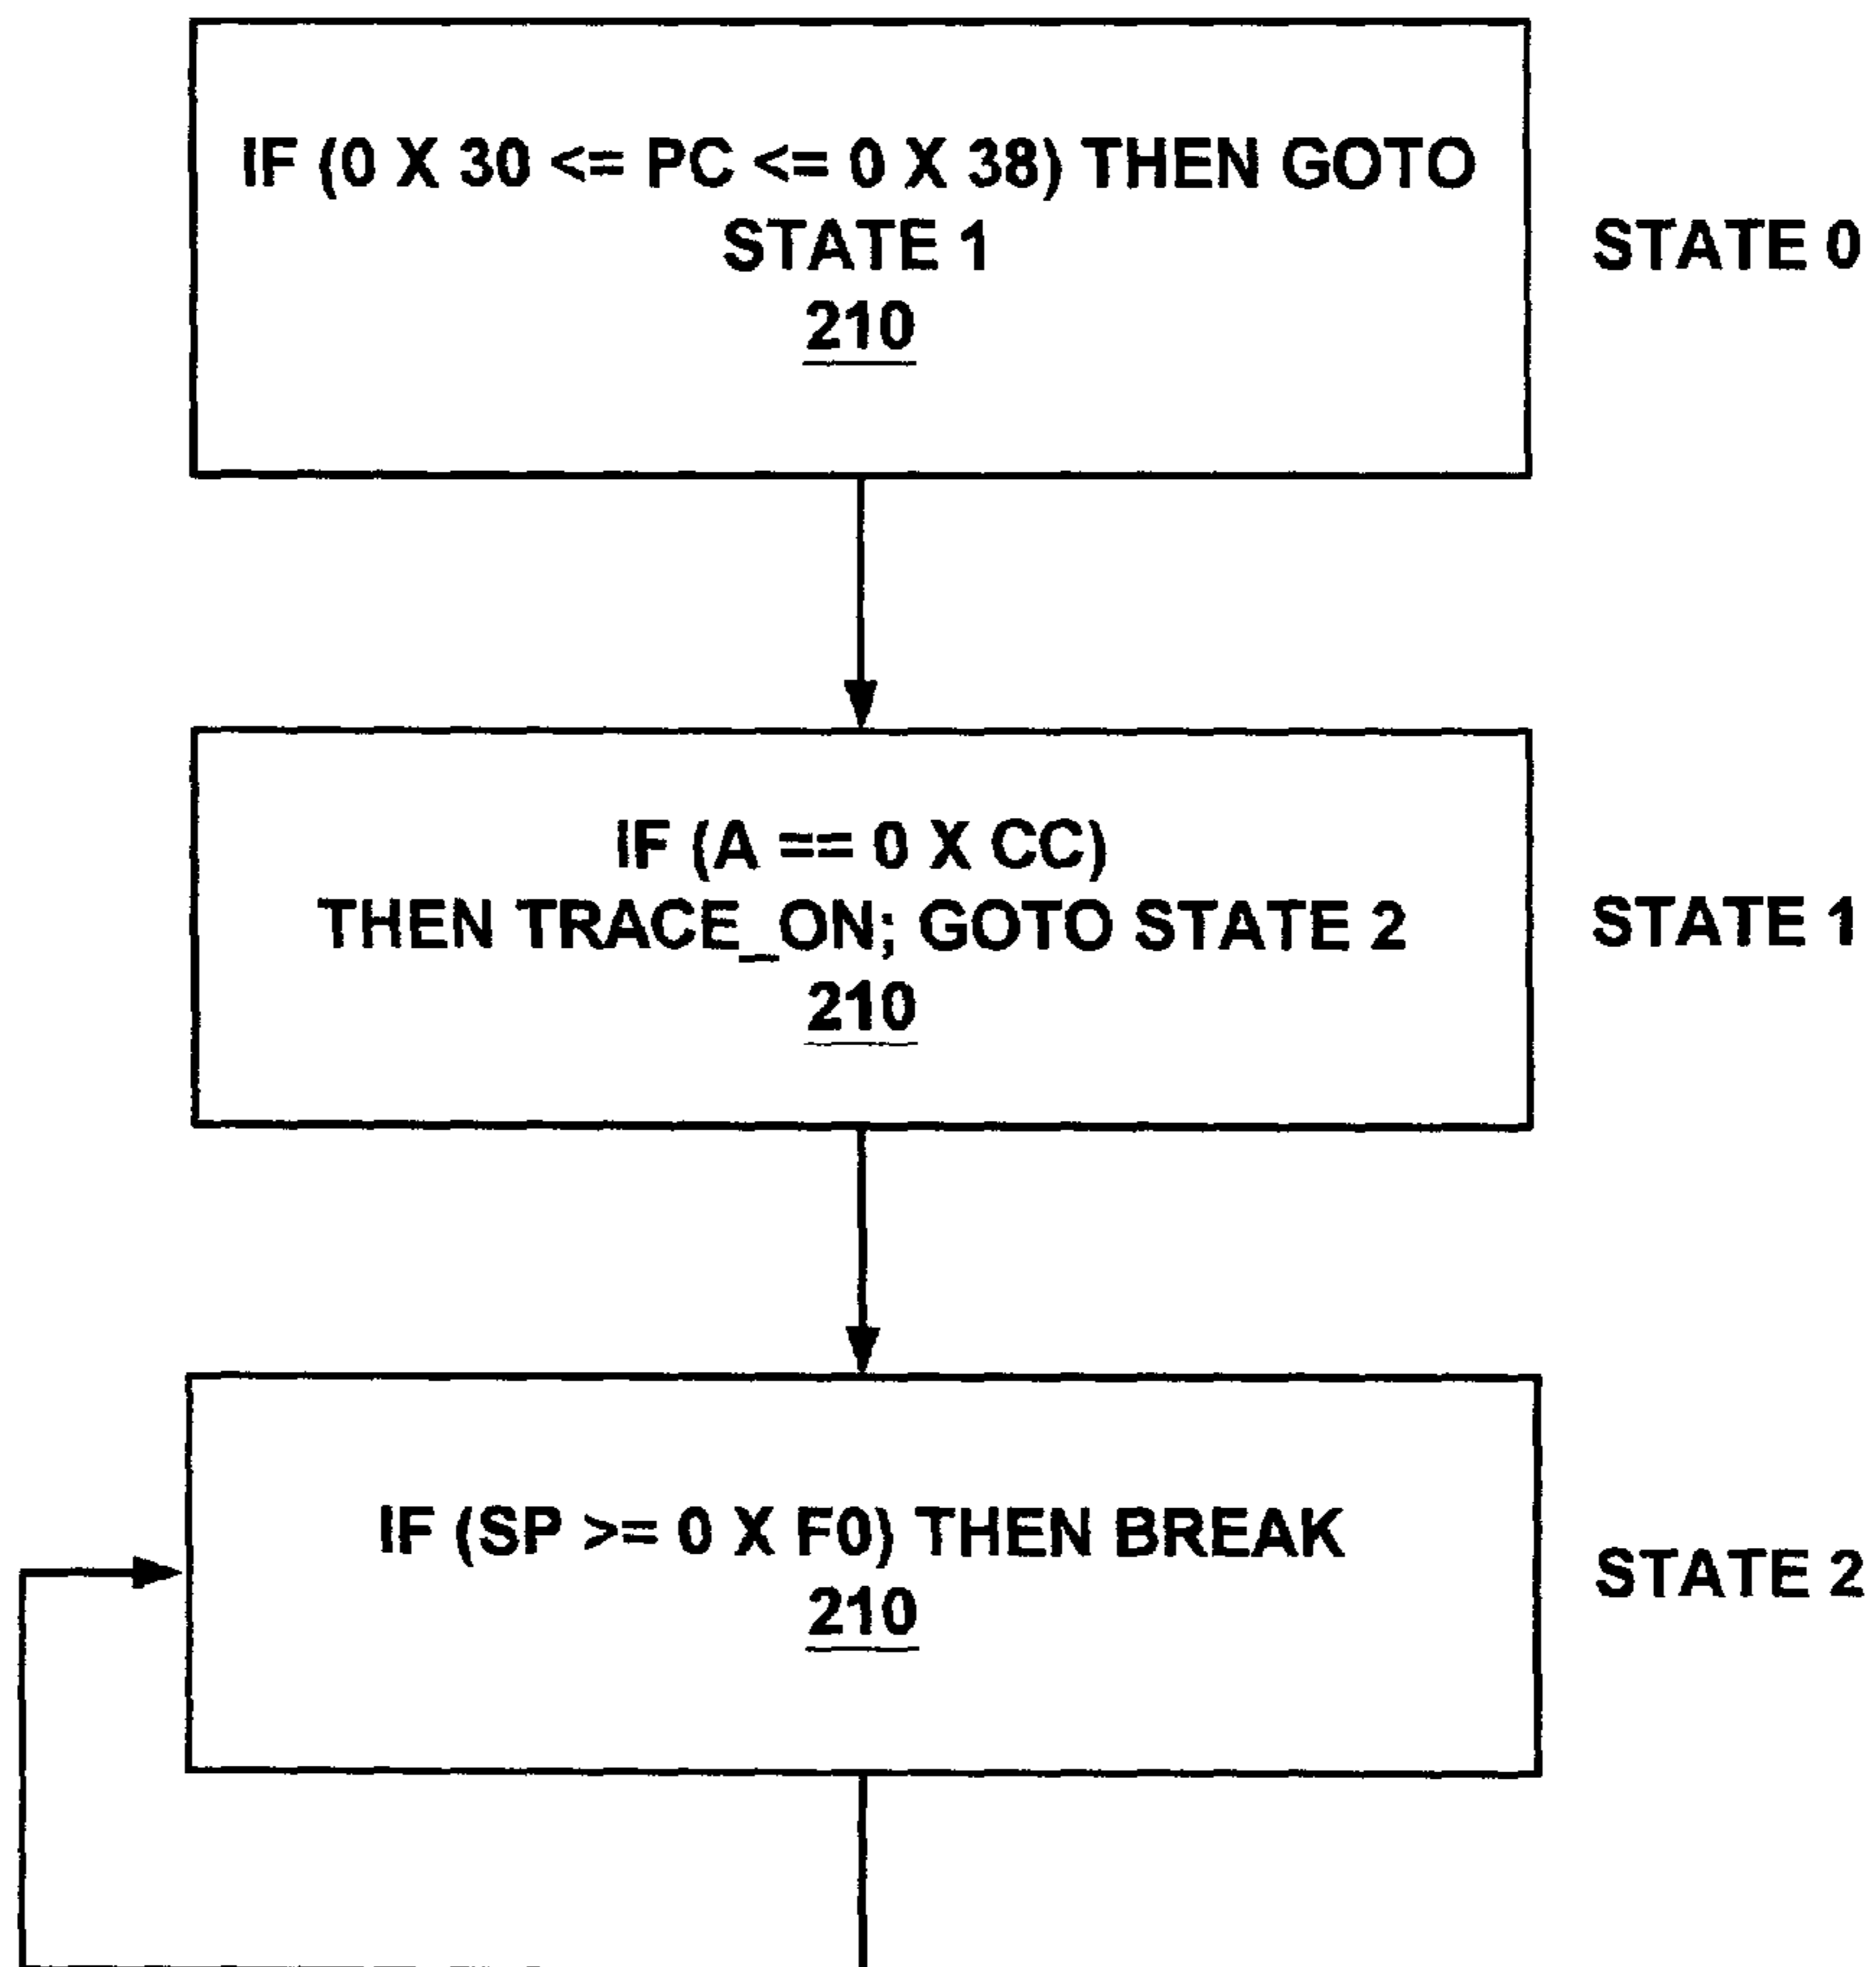 IF (0 X 30 <= PC <= 0 X 38) THEN GOTO
STATE 1
210
STATE 0
IF (A == 0 X CC)
THEN TRACE_ON; GOTO STATE 2
210
STATE 1
IF (SP >= 0 X F0) THEN BREAK
210
STATE 2